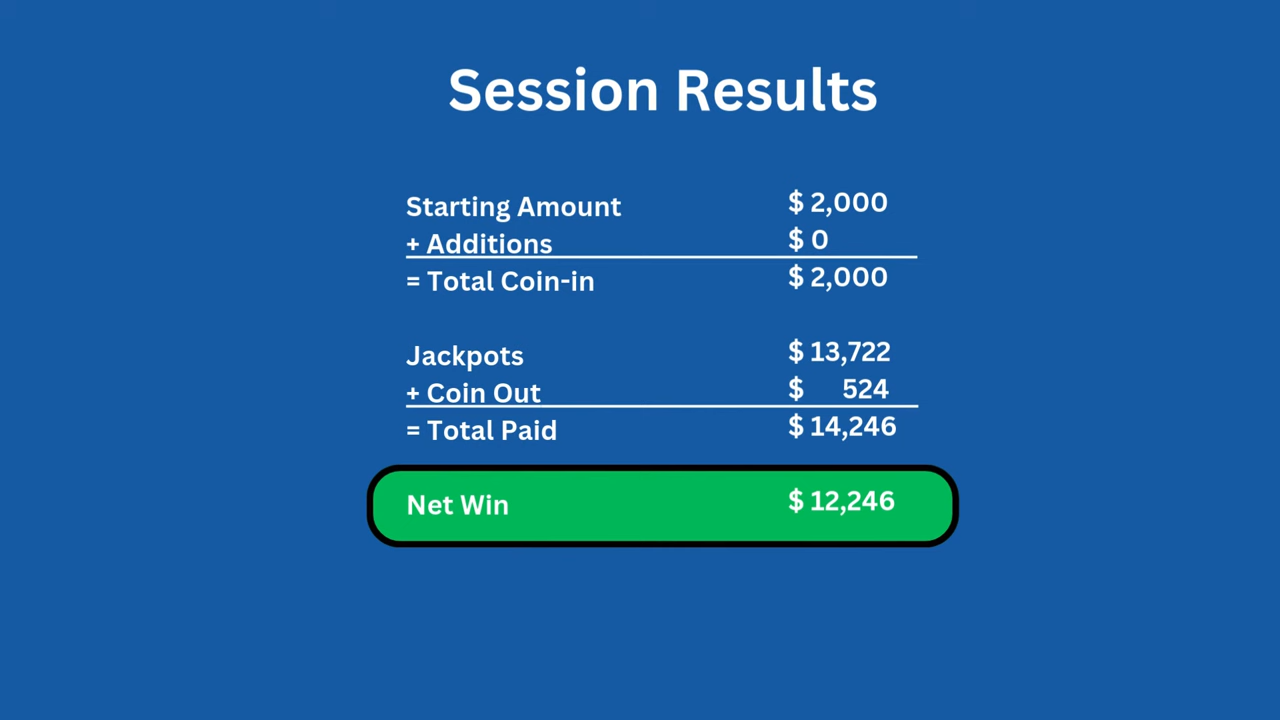 Session Results
Starting Amount $ 2,000
+ Additions $ 0
= Total Coin-in $ 2,000
Jackpots $ 13,722
+ Coin Out $ 524
= Total Paid $ 14,246
Net Win $ 12,246